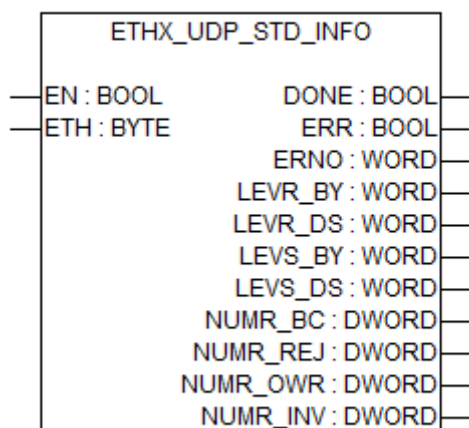 ETHX_UDP_STD_INFO
EN : BOOL DONE : BOOL
ETH : BYTE ERR : BOOL
ERNO : WORD
LEVR_BY : WORD
LEVR_DS : WORD
LEVS_BY : WORD
LEVS_DS : WORD
NUMR_BC : DWORD
NUMR_REJ : DWORD
NUMR_OWR : DWORD
NUMR_INV : DWORD